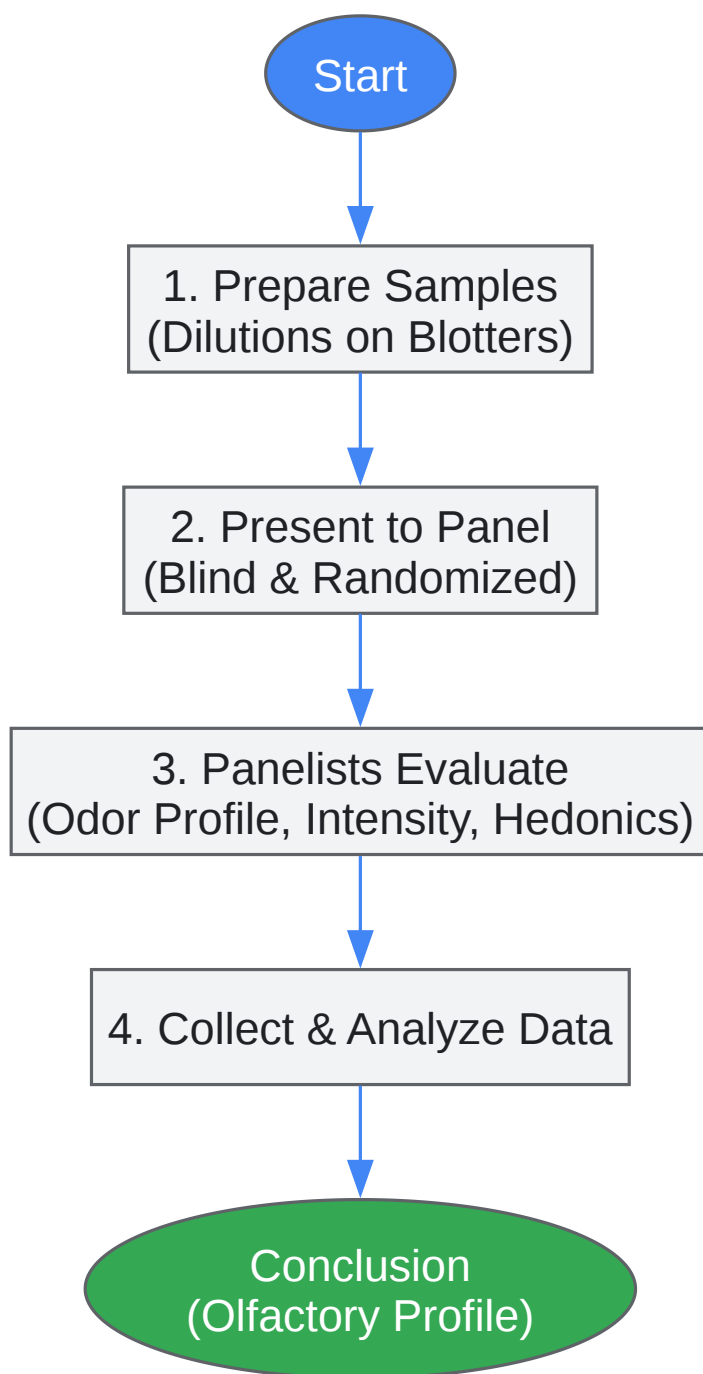 Start
1. Prepare Samples
(Dilutions on Blotters)
2. Present to Panel
(Blind & Randomized)
3. Panelists Evaluate
(Odor Profile, Intensity, Hedonics)
4. Collect & Analyze Data
Conclusion
(Olfactory Profile)